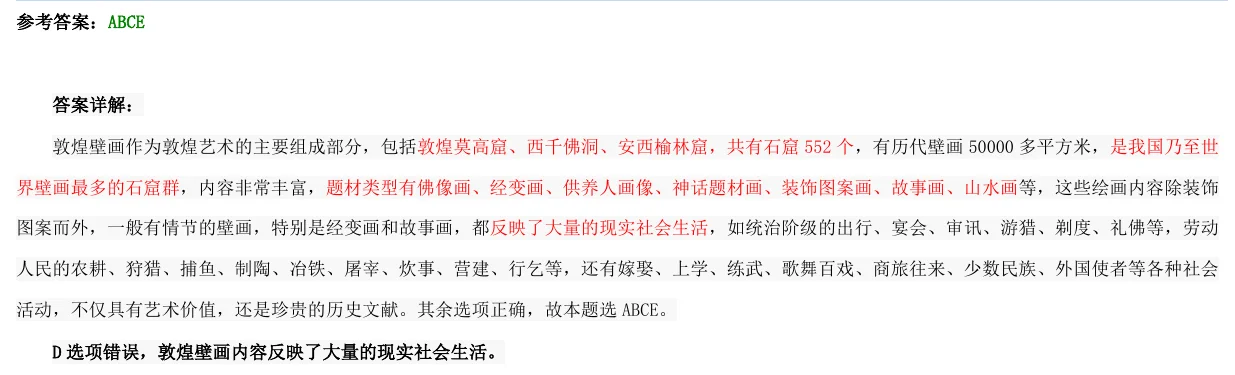 参考答案：ABCE
答案详解：
敦煌壁画作为敦煌艺术的主要组成部分，包括敦煌莫高窟、西千佛洞、安西榆林窟，共有石窟 552 个，有历代壁画 50000 多平方米，是我国乃至世
界壁画最多的石窟群，内容非常丰富，题材类型有佛像画、经变画、供养人画像、神话题材画、装饰图案画、故事画、山水画等，这些绘画内容除装饰
图案而外，一般有情节的壁画，特别是经变画和故事画，都反映了大量的现实社会生活，如统治阶级的出行、宴会、审讯、游猎、剃度、礼佛等，劳动
人民的农耕、狩猎、捕鱼、制陶、冶铁、屠宰、炊事、营建、行乞等，还有嫁娶、上学、练武、歌舞百戏、商旅往来、少数民族、外国使者等各种社会
活动，不仅具有艺术价值，还是珍贵的历史文献。其余选项正确，故本题选 ABCE。
D 选项错误，敦煌壁画内容反映了大量的现实社会生活。